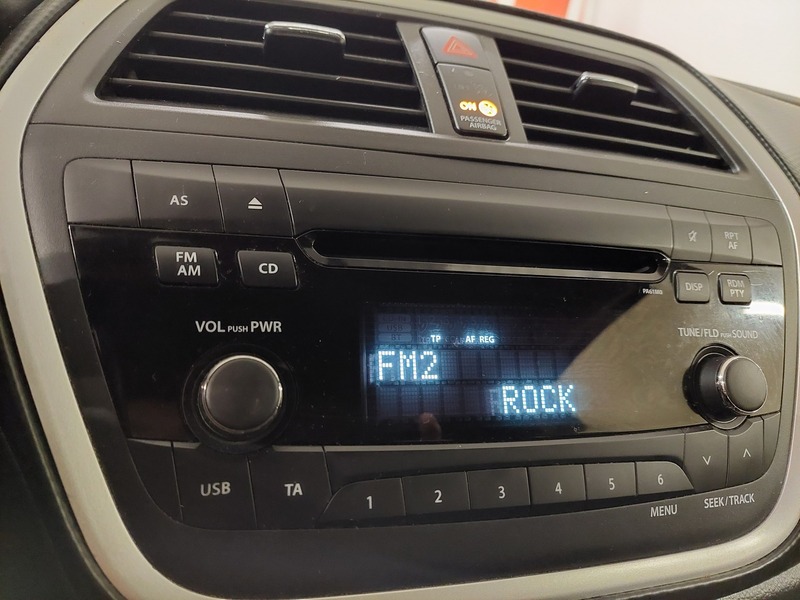 ON
PASSENGER
AIRBAG
AS
RPT
AF
FM
AM
CD
DISP
RDM
PTY
VOL PUSH PWR
TUNE/FLD PUSH SOUND
TP AF REG
FM2
ROCK
USB
TA
1
2
3
4
5
6
MENU
SEEK/TRACK